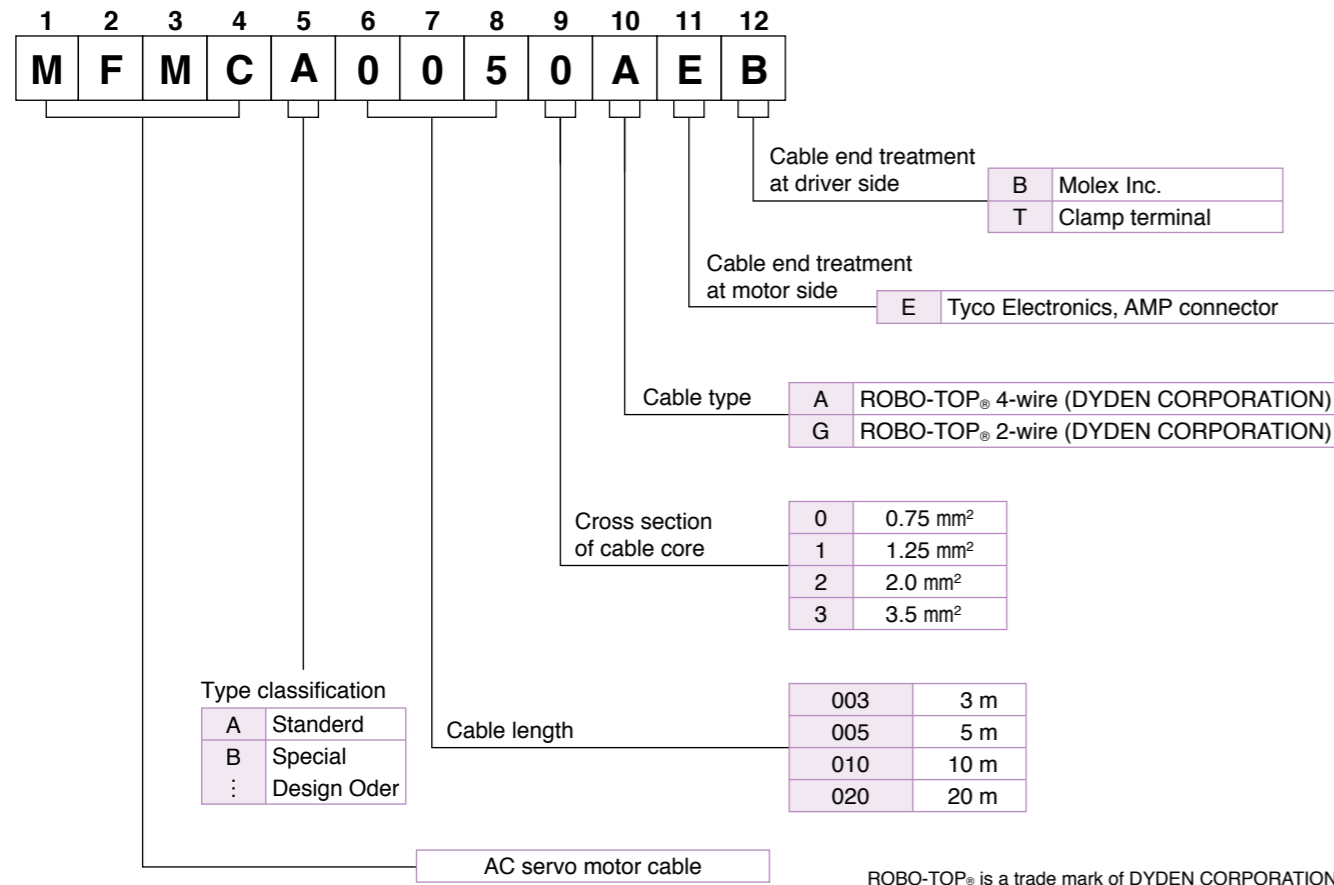 1 2 3 4 5 6 7 8 9 10 11 12
M F M C A 0 0 5 0 A E B
Cable end treatment
at driver side
B Molex Inc.
T Clamp terminal
Cable end treatment
at motor side
E Tyco Electronics, AMP connector
Cable type
A ROBO-TOP® 4-wire (DYDEN CORPORATION)
G ROBO-TOP® 2-wire (DYDEN CORPORATION)
Cross section
of cable core
0 0.75 mm²
1 1.25 mm²
2 2.0 mm²
3 3.5 mm²
Type classification
A Standerd
B Special
⋮ Design Oder
Cable length
003 3 m
005 5 m
010 10 m
020 20 m
AC servo motor cable
ROBO-TOP® is a trade mark of DYDEN CORPORATION